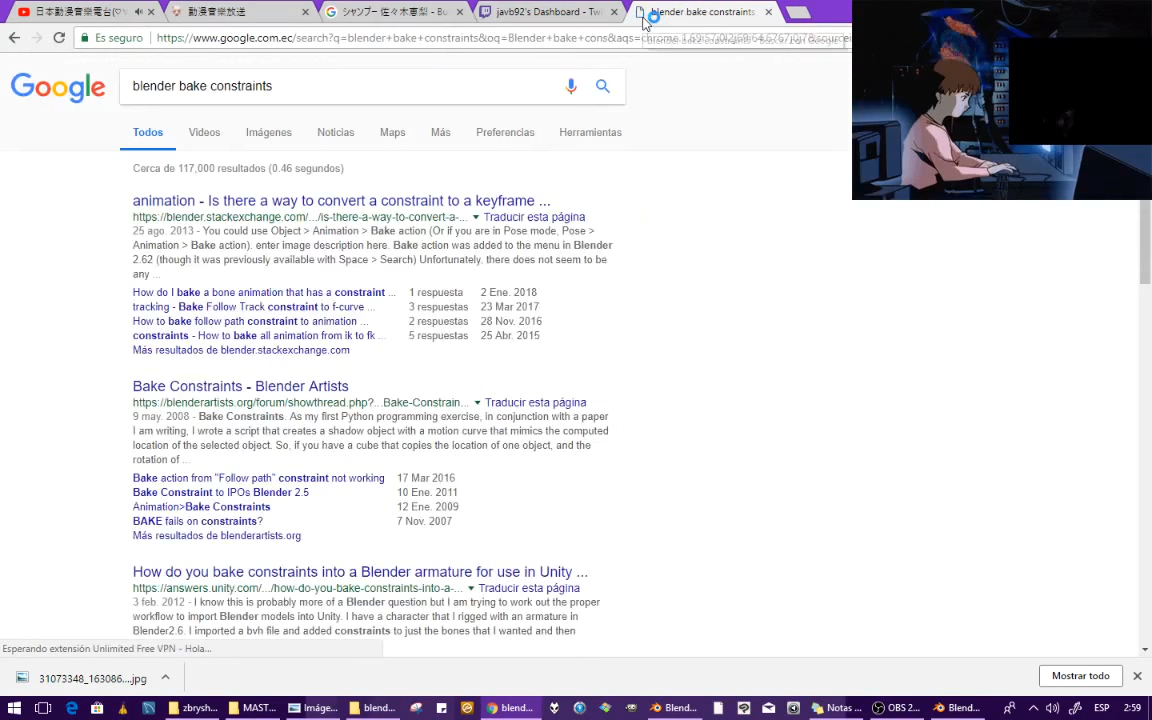 日本動漫音樂電台(♡
動漫音樂放送
シャンプー 佐々木恵梨 - Bu
javb92's Dashboard - Twi
blender bake constraints
Es seguro
https://www.google.com.ec/search?q=blender+bake+constraints&oq=Blender+bake+cons&aqs=chrome.1.69i57j0l2j69i64.6767j0j7&source
Google
blender bake constraints
Todos
Videos
Imágenes
Noticias
Maps
Más
Preferencias
Herramientas
Cerca de 117,000 resultados (0.46 segundos)
animation - Is there a way to convert a constraint to a keyframe ...
https://blender.stackexchange.com/.../is-there-a-way-to-convert-a-... Traducir esta página
25 ago. 2013 - You could use Object > Animation > Bake action (Or if you are in Pose mode, Pose >
Animation > Bake action). enter image description here. Bake action was added to the menu in Blender
2.62 (though it was previously available with Space > Search) Unfortunately, there does not seem to be
any ...
How do I bake a bone animation that has a constraint ... 1 respuesta 2 Ene. 2018
tracking - Bake Follow Track constraint to f-curve ... 3 respuestas 23 Mar 2017
How to bake follow path constraint to animation ... 2 respuestas 28 Nov. 2016
constraints - How to bake all animation from ik to fk ... 5 respuestas 25 Abr. 2015
Más resultados de blender.stackexchange.com
Bake Constraints - Blender Artists
https://blenderartists.org/forum/showthread.php?...Bake-Constrain... Traducir esta página
9 may. 2008 - Bake Constraints. As my first Python programming exercise, in conjunction with a paper
I am writing, I wrote a script that creates a shadow object with a motion curve that mimics the computed
location of the selected object. So, if you have a cube that copies the location of one object, and the
rotation of ...
Bake action from "Follow path" constraint not working 17 Mar 2016
Bake Constraint to IPOs Blender 2.5 10 Ene. 2011
Animation>Bake Constraints 12 Ene. 2009
BAKE fails on constraints? 7 Nov. 2007
Más resultados de blenderartists.org
How do you bake constraints into a Blender armature for use in Unity ...
https://answers.unity.com/.../how-do-you-bake-constraints-into-a-... Traducir esta página
3 feb. 2012 - I know this is probably more of a Blender question but I am trying to work out the proper
workflow to import Blender models into Unity. I have a character that I rigged with an armature in
Blender2.6. I imported a bvh file and added constraints to just the bones that I wanted and then
Esperando extensión Unlimited Free VPN - Hola...
31073348_163086....jpg
Mostrar todo
zbrysh...
MAST...
Imáge...
blend...
blend...
Blend...
Notas ...
OBS 2...
Blend...
ESP
2:59